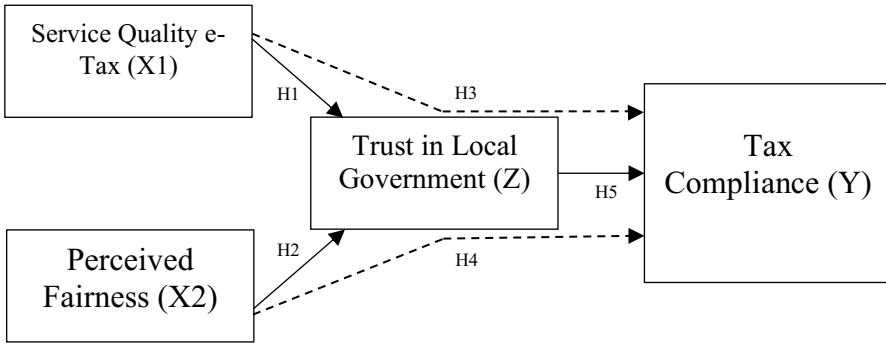 Service Quality e-
Tax (X1)
H1
H3
Trust in Local
Government (Z)
H5
Tax
Compliance (Y)
H2
H4
Perceived
Fairness (X2)